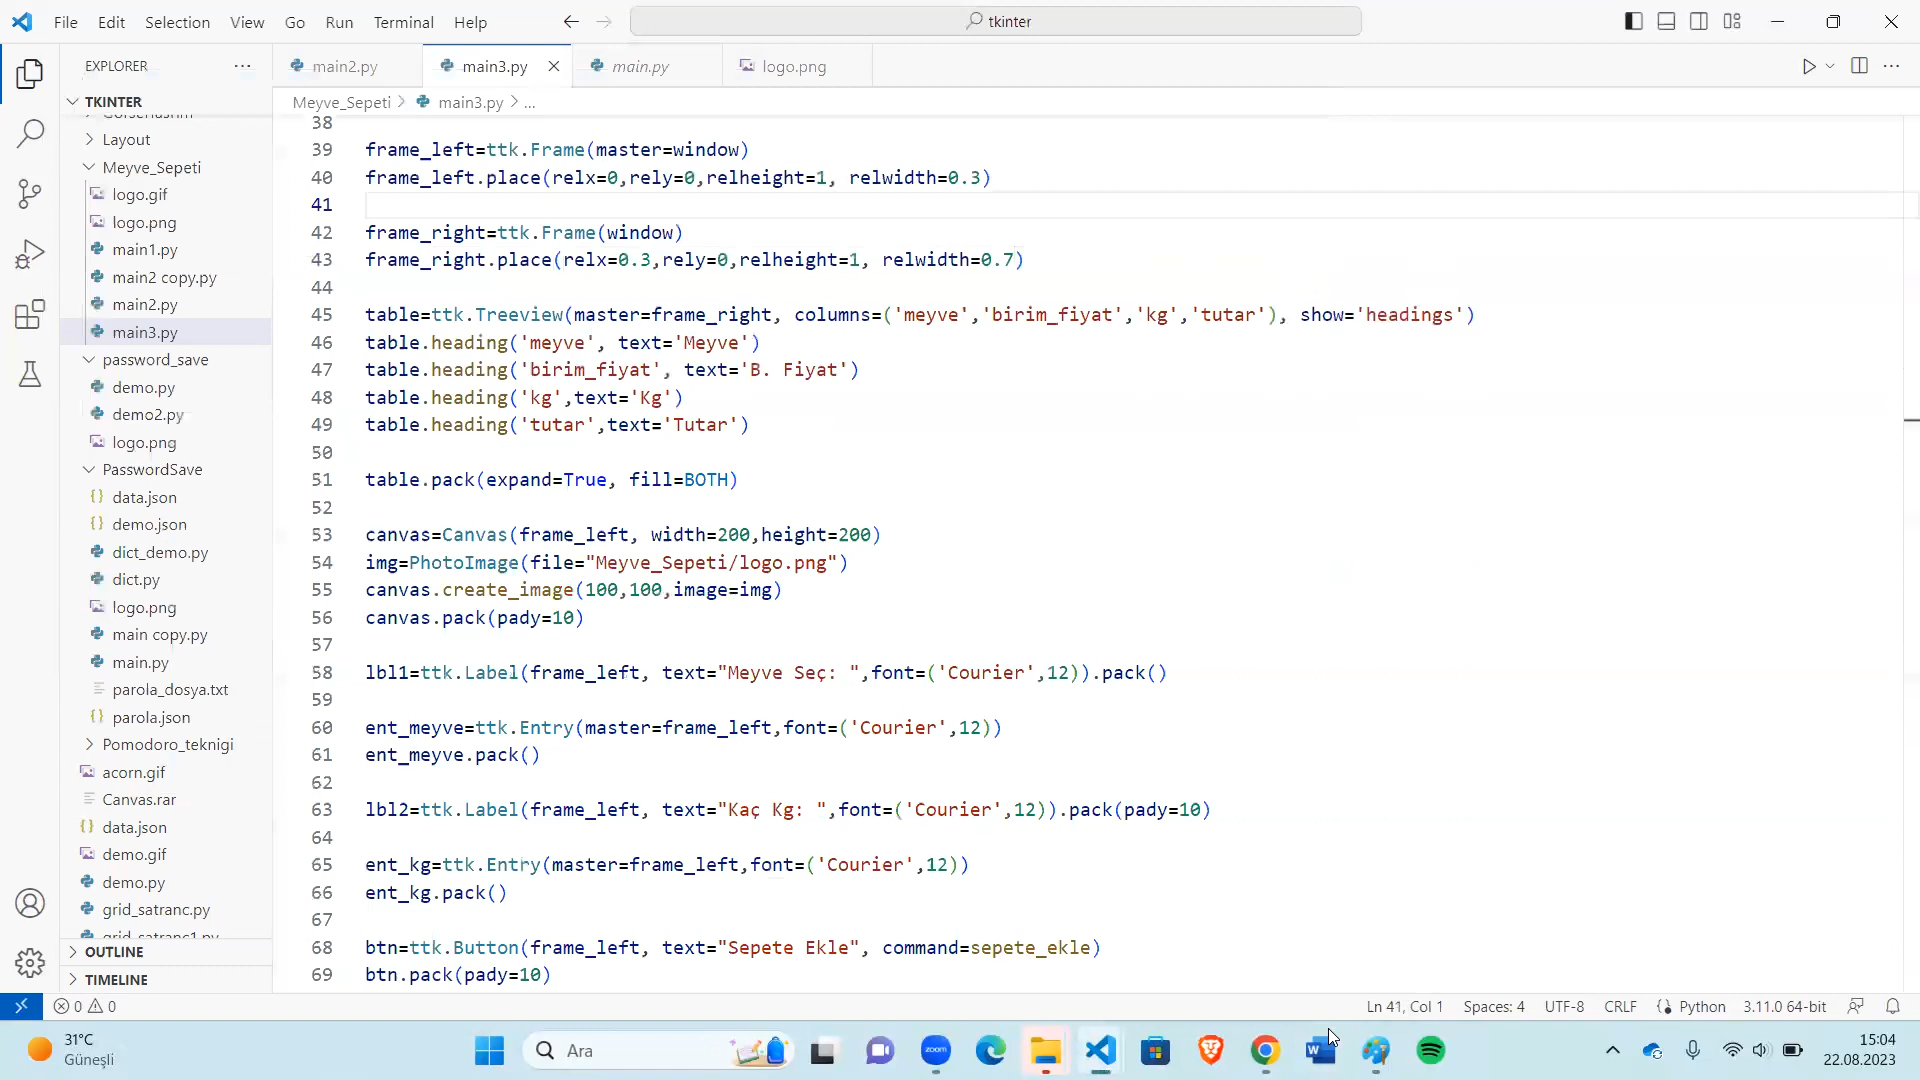 File Edit Selection View Go Run Terminal Help
tkinter
EXPLORER
main2.py
main3.py
main.py
logo.png
TKINTER
Meyve_Sepeti > main3.py > ...
Layout
Meyve_Sepeti
logo.gif
logo.png
main1.py
main2 copy.py
main2.py
main3.py
password_save
demo.py
demo2.py
logo.png
PasswordSave
data.json
demo.json
dict_demo.py
dict.py
logo.png
main copy.py
main.py
parola_dosya.txt
parola.json
Pomodoro_teknigi
acorn.gif
Canvas.rar
data.json
demo.gif
demo.py
grid_satranc.py
grid_satranc1.py
OUTLINE
TIMELINE
38
39 frame_left=ttk.Frame(master=window)
40 frame_left.place(relx=0,rely=0,relheight=1, relwidth=0.3)
41
42 frame_right=ttk.Frame(window)
43 frame_right.place(relx=0.3,rely=0,relheight=1, relwidth=0.7)
44
45 table=ttk.Treeview(master=frame_right, columns=('meyve','birim_fiyat','kg','tutar'), show='headings')
46 table.heading('meyve', text='Meyve')
47 table.heading('birim_fiyat', text='B. Fiyat')
48 table.heading('kg',text='Kg')
49 table.heading('tutar',text='Tutar')
50
51 table.pack(expand=True, fill=BOTH)
52
53 canvas=Canvas(frame_left, width=200,height=200)
54 img=PhotoImage(file="Meyve_Sepeti/logo.png")
55 canvas.create_image(100,100,image=img)
56 canvas.pack(pady=10)
57
58 lbl1=ttk.Label(frame_left, text="Meyve Seç: ",font=('Courier',12)).pack()
59
60 ent_meyve=ttk.Entry(master=frame_left,font=('Courier',12))
61 ent_meyve.pack()
62
63 lbl2=ttk.Label(frame_left, text="Kaç Kg: ",font=('Courier',12)).pack(pady=10)
64
65 ent_kg=ttk.Entry(master=frame_left,font=('Courier',12))
66 ent_kg.pack()
67
68 btn=ttk.Button(frame_left, text="Sepete Ekle", command=sepete_ekle)
69 btn.pack(pady=10)
0 0
Ln 41, Col 1 Spaces: 4 UTF-8 CRLF Python 3.11.0 64-bit
31°C
Güneşli
Ara
zoom
W
15:04
22.08.2023